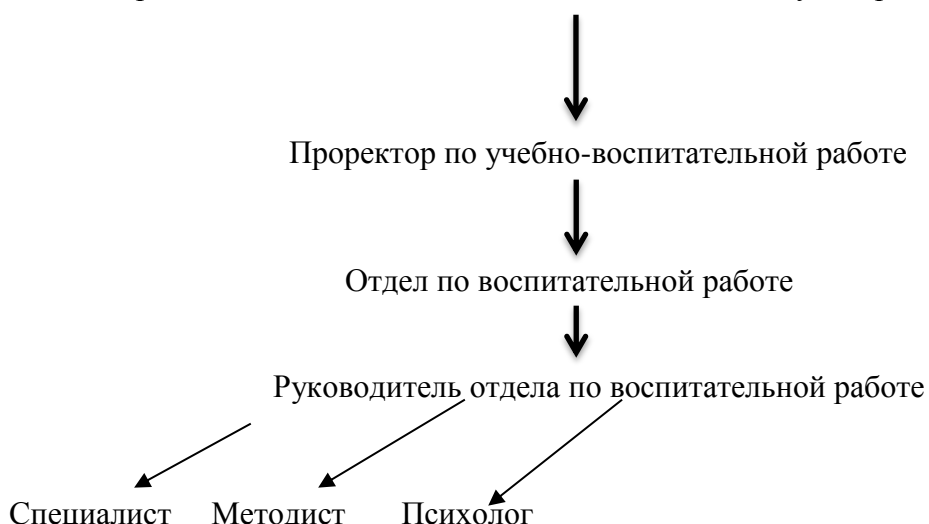 Проректор по учебно-воспитательной работе
Отдел по воспитательной работе
Руководитель отдела по воспитательной работе
Специалист Методист Психолог